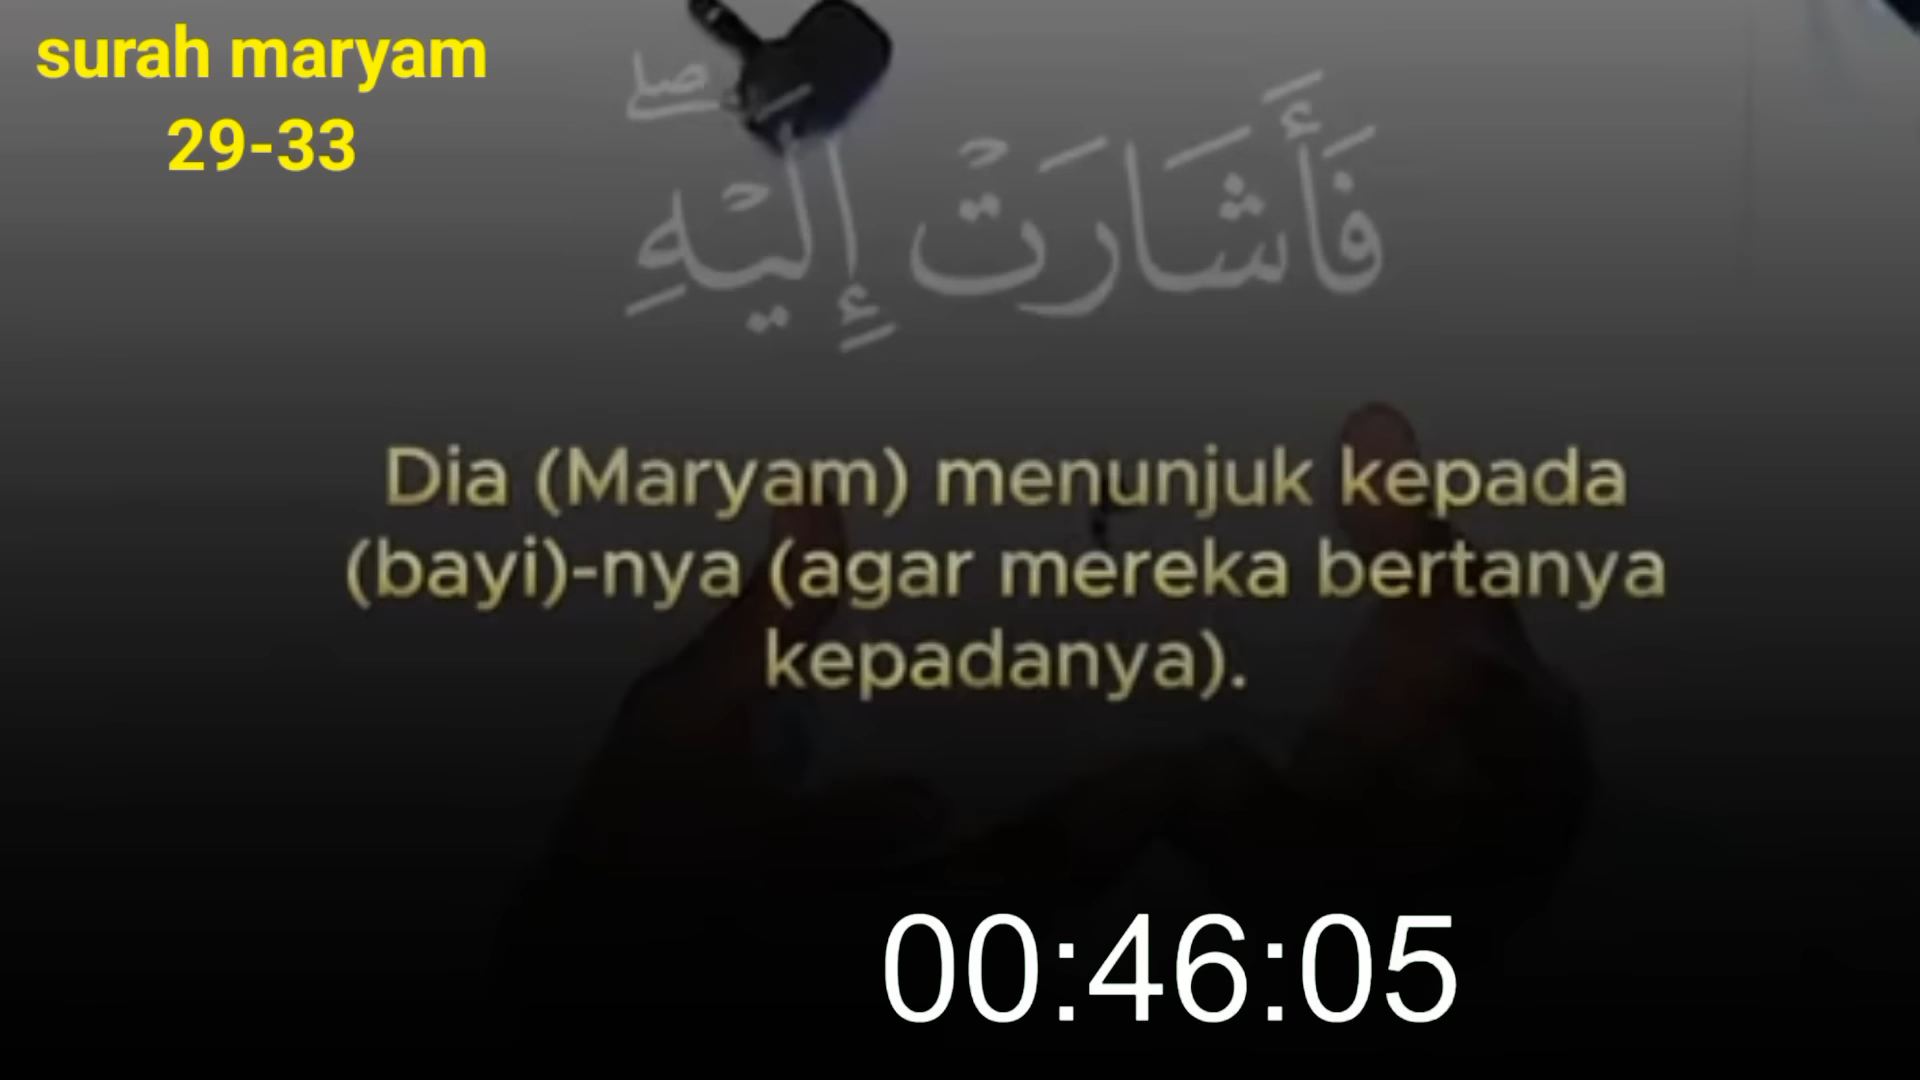 surah maryam
29-33
فَأَشَارَتْ إِلَيْهِ ۖ
Dia (Maryam) menunjuk kepada
(bayi)-nya (agar mereka bertanya
kepadanya).
00:46:05